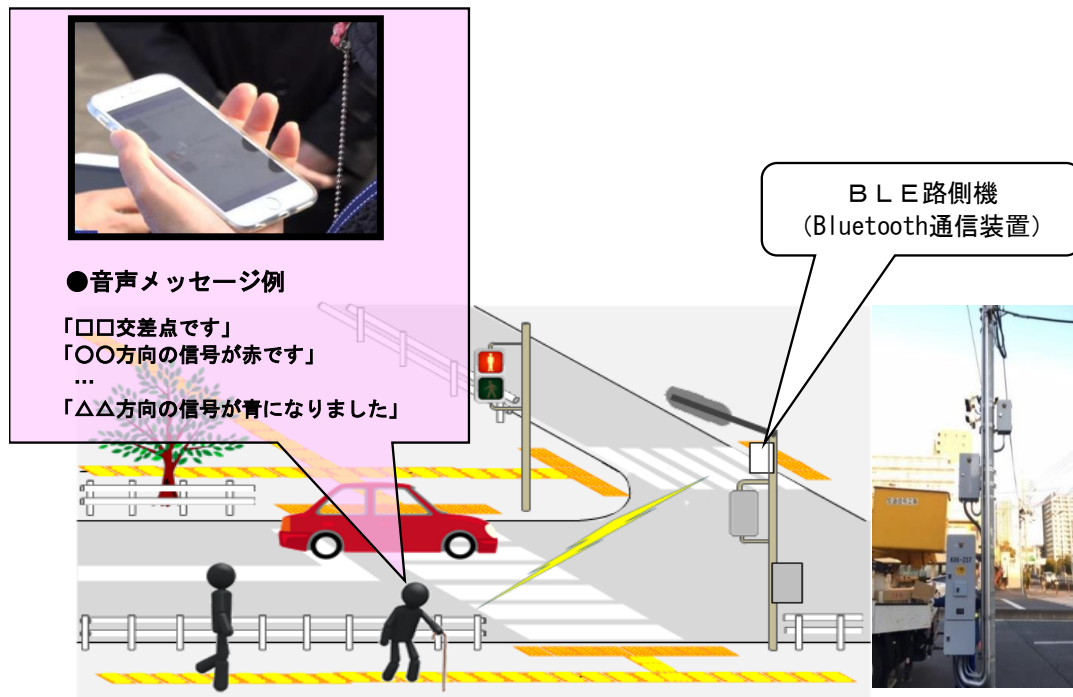 ●音声メッセージ例
「□□交差点です」
「○○方向の信号が赤です」
…
「△△方向の信号が青になりました」
BLE路側機
(Bluetooth通信装置)